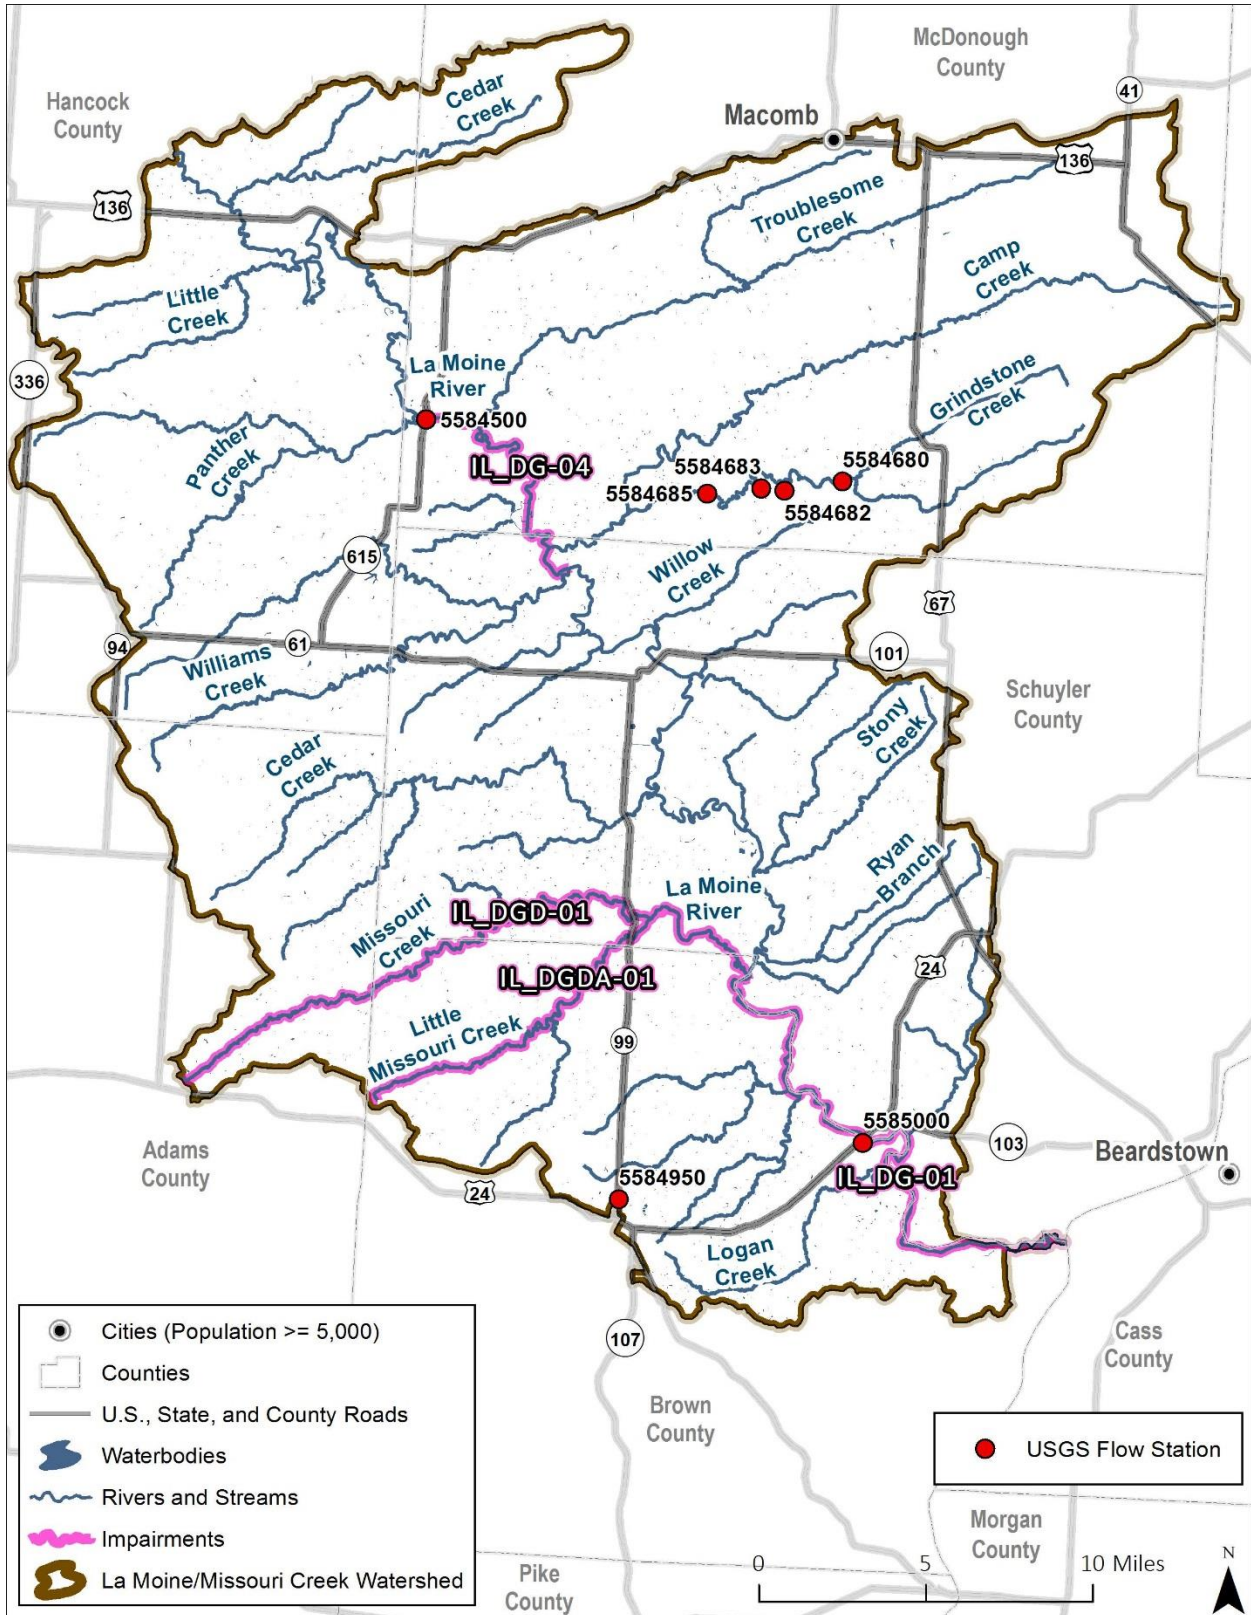 McDonough
County
41
Hancock
County
Cedar
Creek
Macomb
136
136
Troublesome
Creek
Camp
Creek
Little
Creek
336
La Moine
River
5584500
Grindstone
Creek
Panther
Creek
IL_DG-04
5584683
5584680
5584685
5584682
615
Willow
Creek
67
94
61
101
Williams
Creek
Schuyler
County
Stony
Creek
Cedar
Creek
Ryan
Branch
La Moine
River
Missouri
Creek
IL_DGD-01
IL_DGDA-01
24
Little
Missouri Creek
99
5585000
103
Adams
County
Beardstown
5584950
24
IL_DG-01
Logan
Creek
107
Cass
County
Brown
County
Morgan
County
Pike
County
Cities (Population >= 5,000)
Counties
U.S., State, and County Roads
Waterbodies
Rivers and Streams
Impairments
La Moine/Missouri Creek Watershed
USGS Flow Station
0 5 10 Miles
N